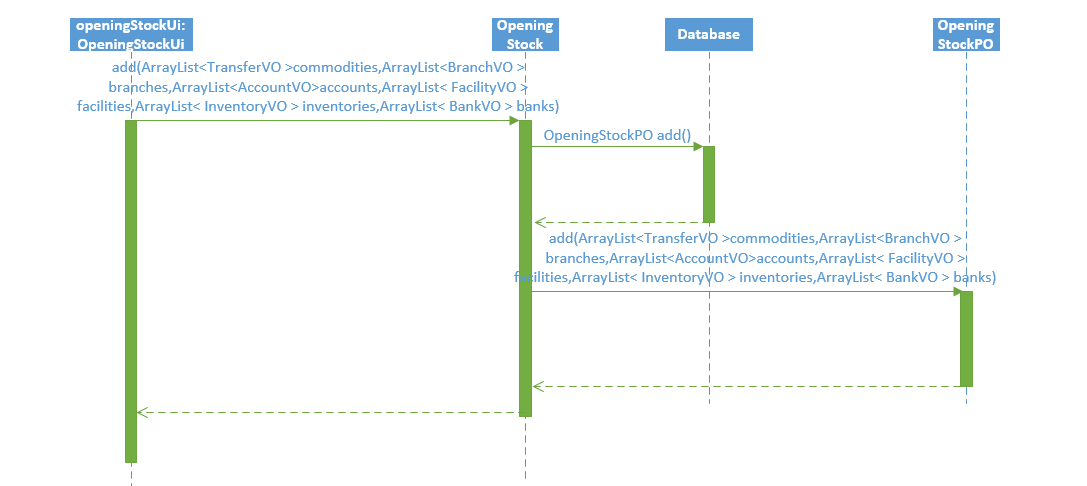 openingStockUi:
OpeningStockUi
Opening
Stock
Database
Opening
StockPO
add(ArrayList<TransferVO >commodities,ArrayList<BranchVO >
branches,ArrayList<AccountVO>accounts,ArrayList< FacilityVO >
facilities,ArrayList< InventoryVO > inventories,ArrayList< BankVO > banks)
OpeningStockPO add()
add(ArrayList<TransferVO >commodities,ArrayList<BranchVO >
branches,ArrayList<AccountVO>accounts,ArrayList< FacilityVO >
facilities,ArrayList< InventoryVO > inventories,ArrayList< BankVO > banks)